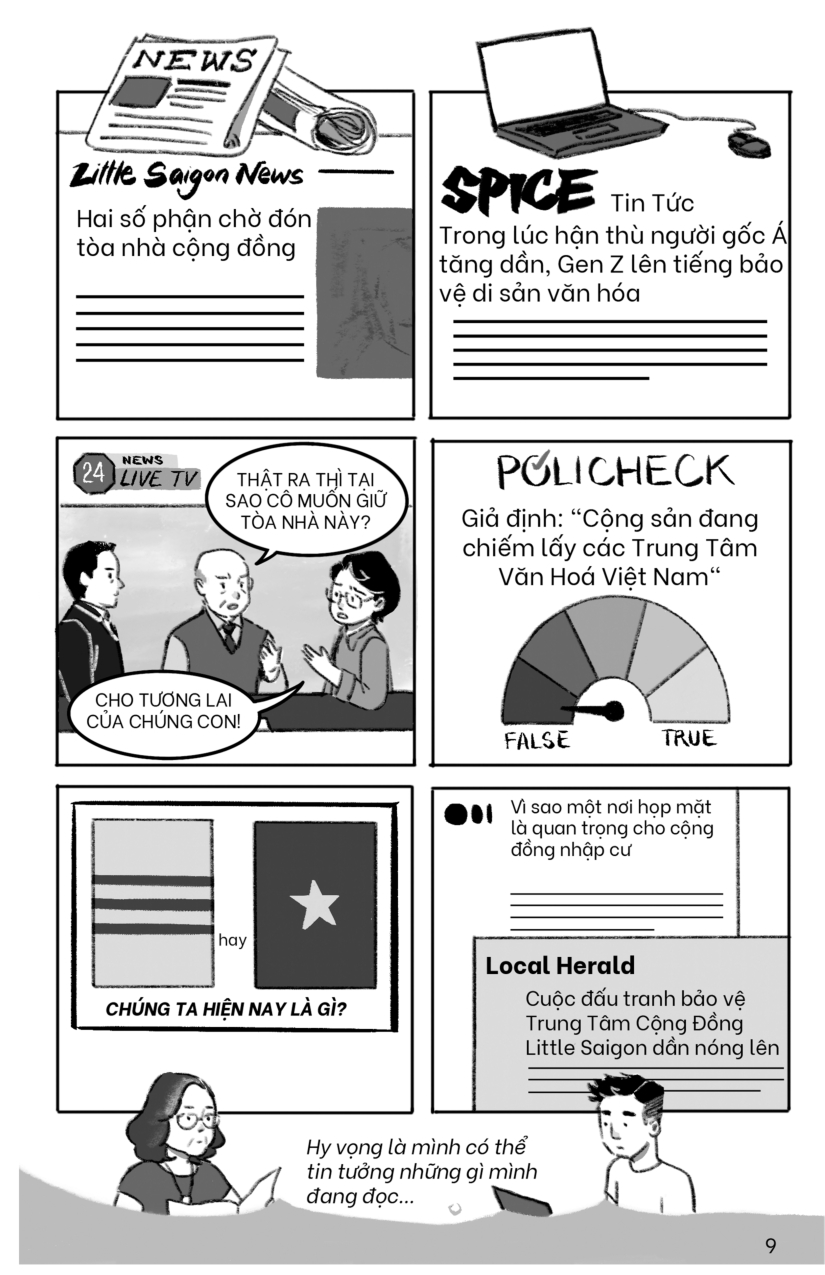 NEWS
Little Saigon News
Hai số phận chờ đón
tòa nhà cộng đồng
SPICE Tin Tức
Trong lúc hận thù người gốc Á
tăng dần, Gen Z lên tiếng bảo
vệ di sản văn hóa
24 NEWS
LIVE TV
THẬT RA THÌ TẠI
SAO CÔ MUỐN GIỮ
TÒA NHÀ NÀY?
CHO TƯƠNG LAI
CỦA CHÚNG CON!
POLICHECK
Giả định: “Cộng sản đang
chiếm lấy các Trung Tâm
Văn Hoá Việt Nam“
FALSE TRUE
hay
CHÚNG TA HIỆN NAY LÀ GÌ?
Vì sao một nơi họp mặt
là quan trọng cho cộng
đồng nhập cư
Local Herald
Cuộc đấu tranh bảo vệ
Trung Tâm Cộng Đồng
Little Saigon dần nóng lên
Hy vọng là mình có thể
tin tưởng những gì mình
đang đọc...
9